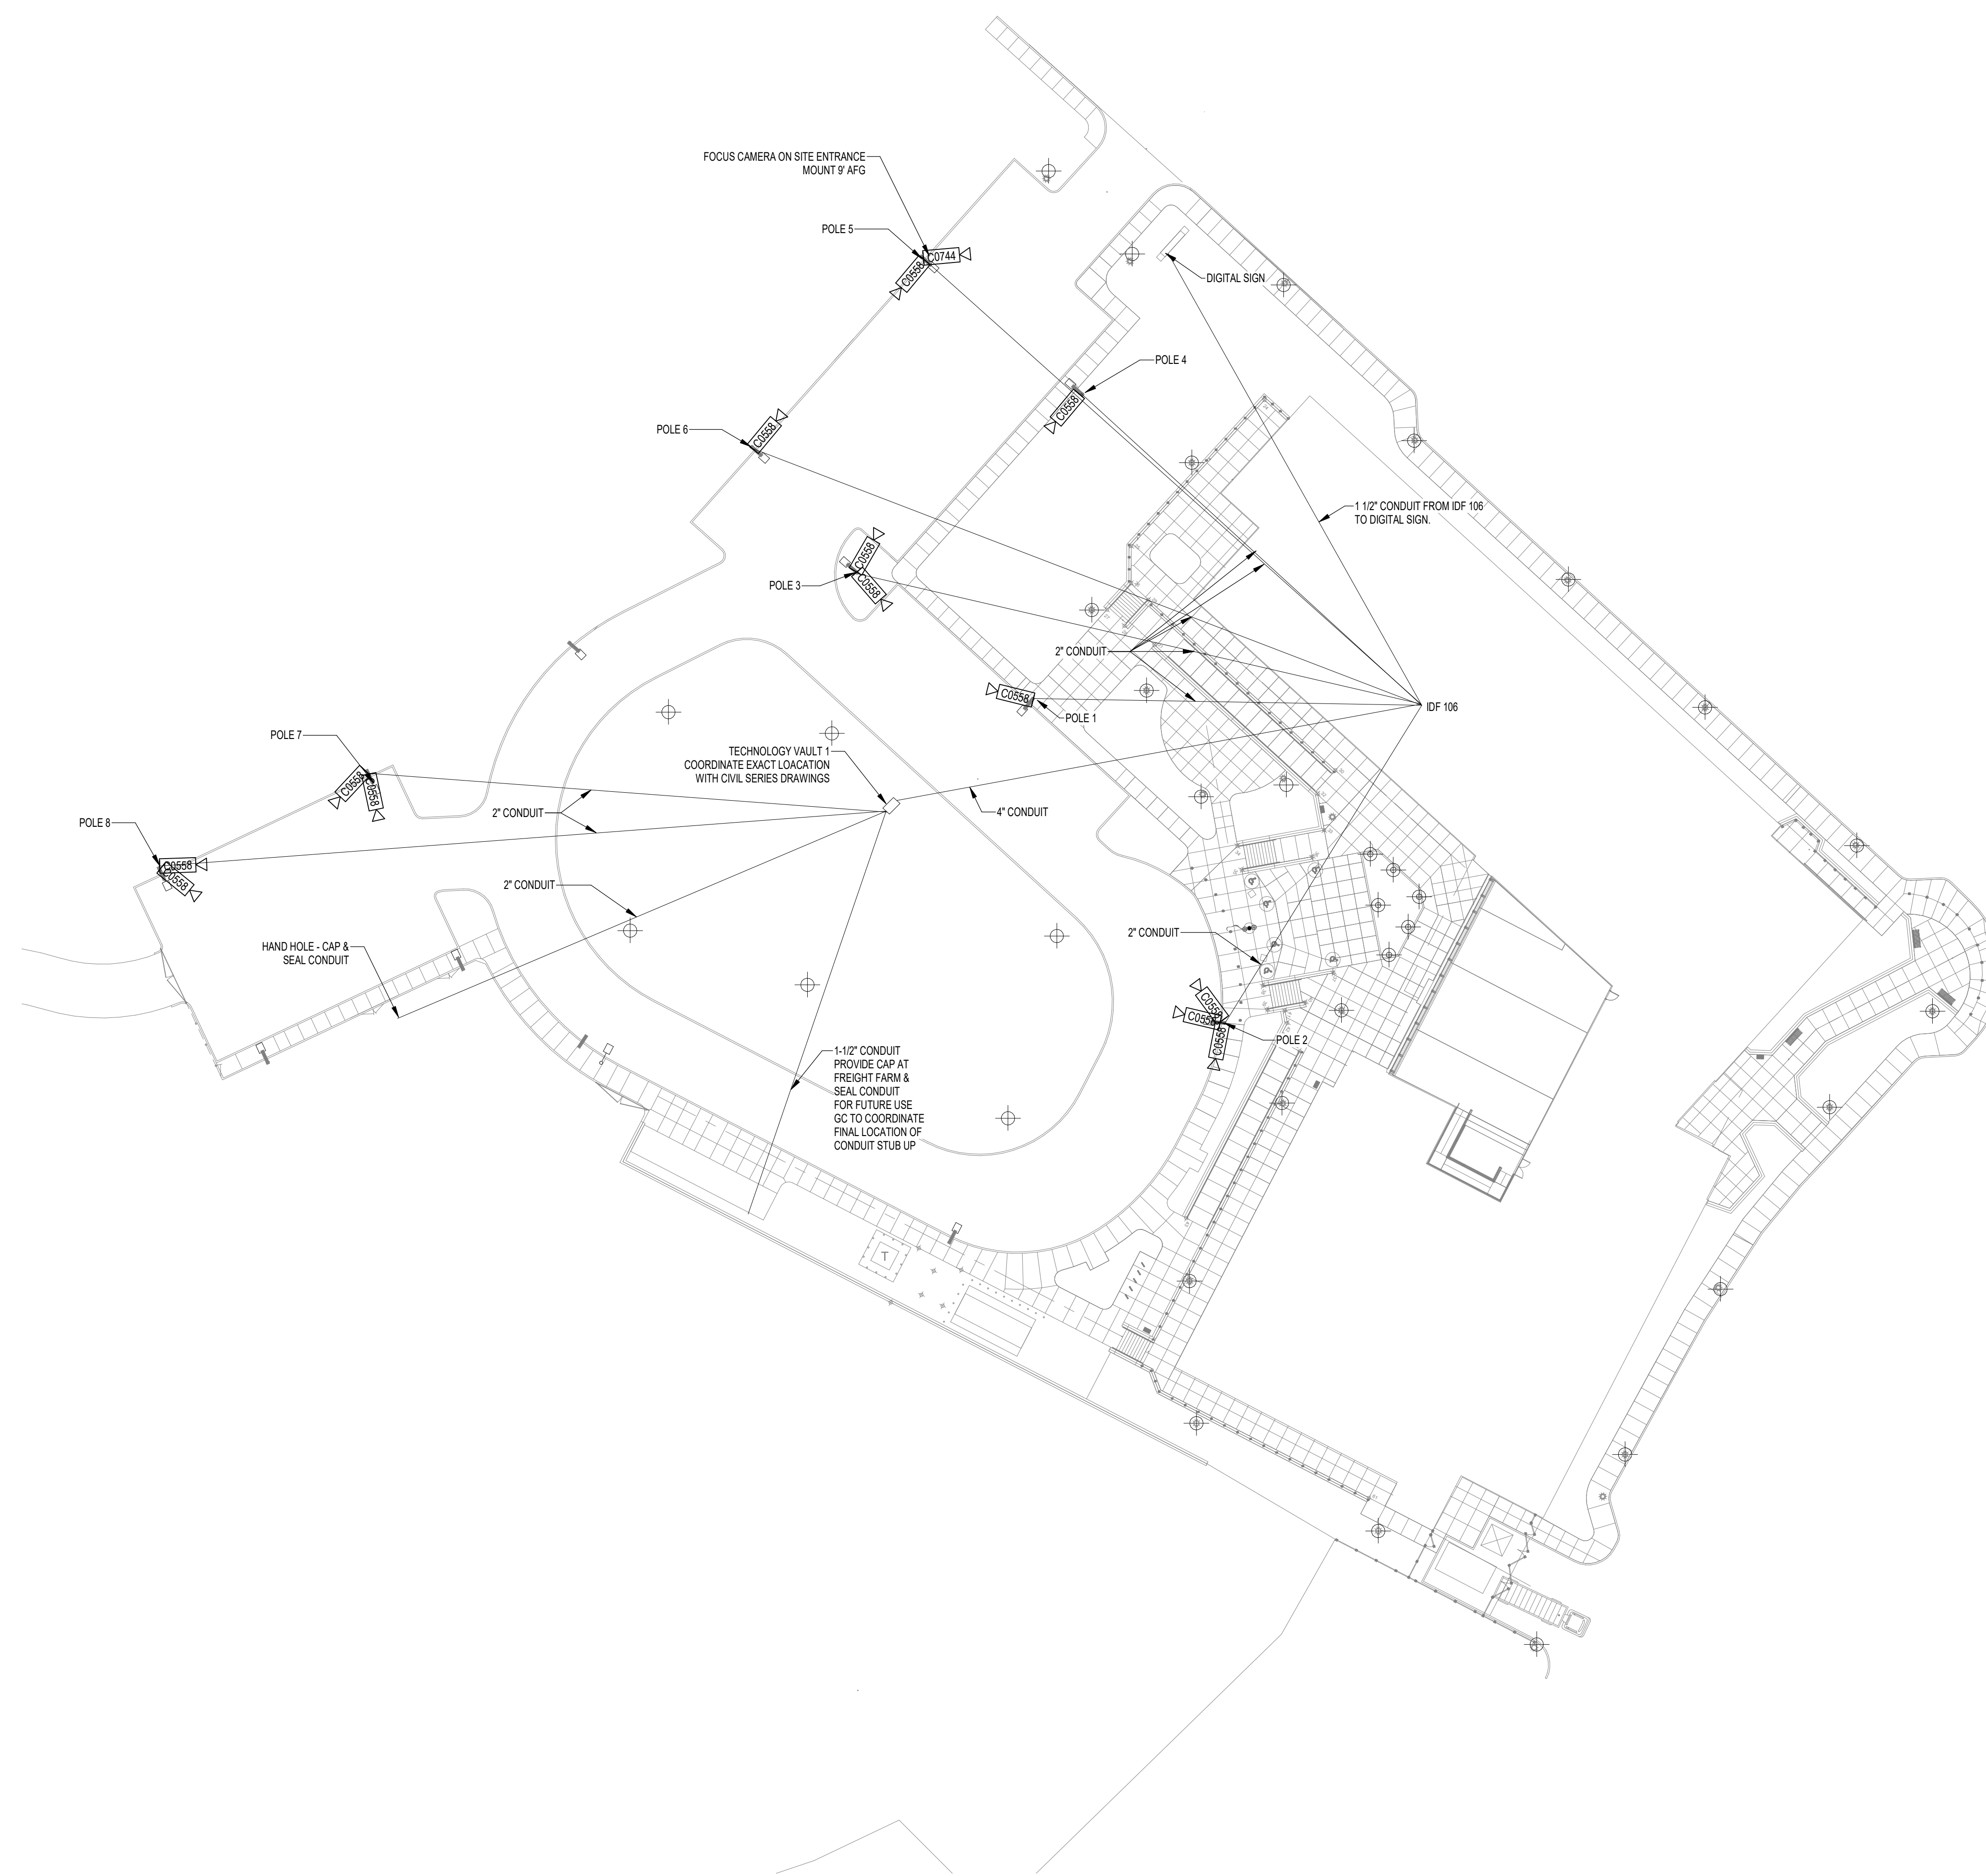 FOCUS CAMERA ON SITE ENTRANCE
MOUNT 9' AFG
POLE 5
C0744
C0558
DIGITAL SIGN
POLE 4
C0558
POLE 6
C0558
1 1/2" CONDUIT FROM IDF 106
TO DIGITAL SIGN.
C0558
POLE 3
C0558
2" CONDUIT
C0558
POLE 1
IDF 106
POLE 7
TECHNOLOGY VAULT 1
COORDINATE EXACT LOACATION
WITH CIVIL SERIES DRAWINGS
C0558
C0558
2" CONDUIT
4" CONDUIT
POLE 8
C0558
C0558
2" CONDUIT
HAND HOLE - CAP &
SEAL CONDUIT
2" CONDUIT
C0558
C0558
C0558
POLE 2
1-1/2" CONDUIT
PROVIDE CAP AT
FREIGHT FARM &
SEAL CONDUIT
FOR FUTURE USE
GC TO COORDINATE
FINAL LOCATION OF
CONDUIT STUB UP
T